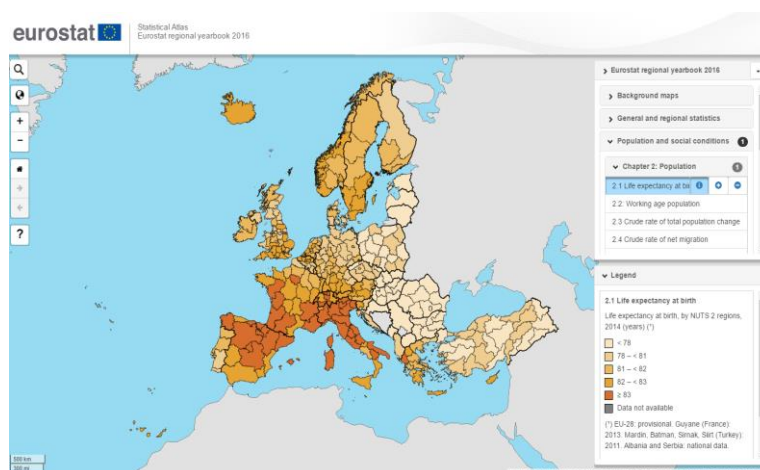 eurostat
Statistical Atlas
Eurostat regional yearbook 2016
Eurostat regional yearbook 2016
Background maps
General and regional statistics
Population and social conditions 1
Chapter 2: Population 1
2.1 Life expectancy at bir
2.2: Working age population
2.3 Crude rate of total population change
2.4 Crude rate of net migration
Legend
2.1 Life expectancy at birth
Life expectancy at birth, by NUTS 2 regions,
2014 (years) (*)
< 78
78 – < 81
81 – < 82
82 – < 83
≥ 83
Data not available
(*) EU-28: provisional. Guyane (France):
2013. Mardin, Batman, Sirnak, Siirt (Turkey):
2011. Albania and Serbia: national data.
500 km
300 mi